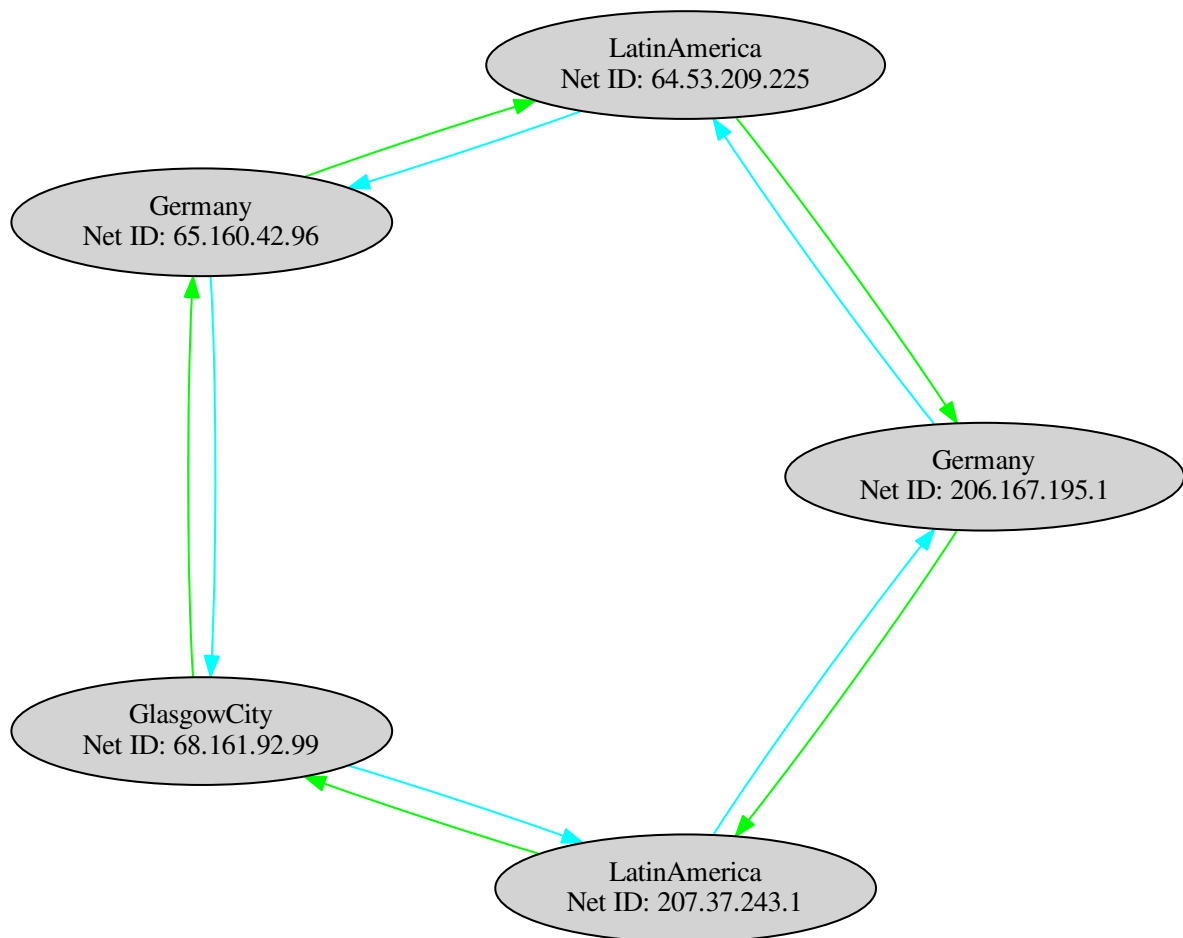 LatinAmerica
Net ID: 64.53.209.225
Germany
Net ID: 65.160.42.96
Germany
Net ID: 206.167.195.1
GlasgowCity
Net ID: 68.161.92.99
LatinAmerica
Net ID: 207.37.243.1